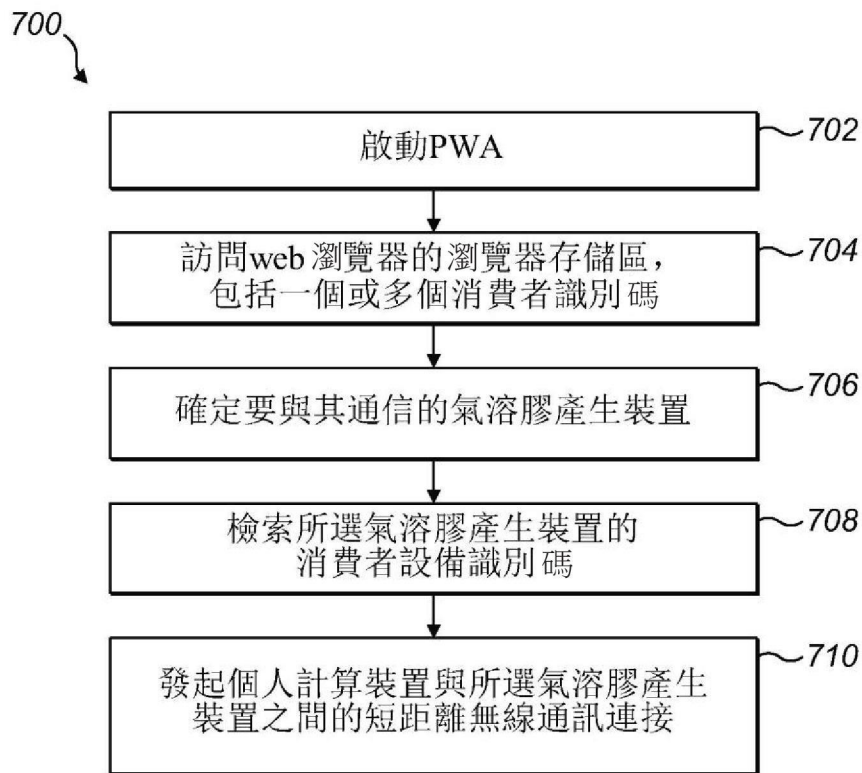 700
啟動PWA
702
訪問web瀏覽器的瀏覽器存儲區，
包括一個或多個消費者識別碼
704
確定要與其通信的氣溶膠產生裝置
706
檢索所選氣溶膠產生裝置的
消費者設備識別碼
708
發起個人計算裝置與所選氣溶膠產生
裝置之間的短距離無線通訊連接
710